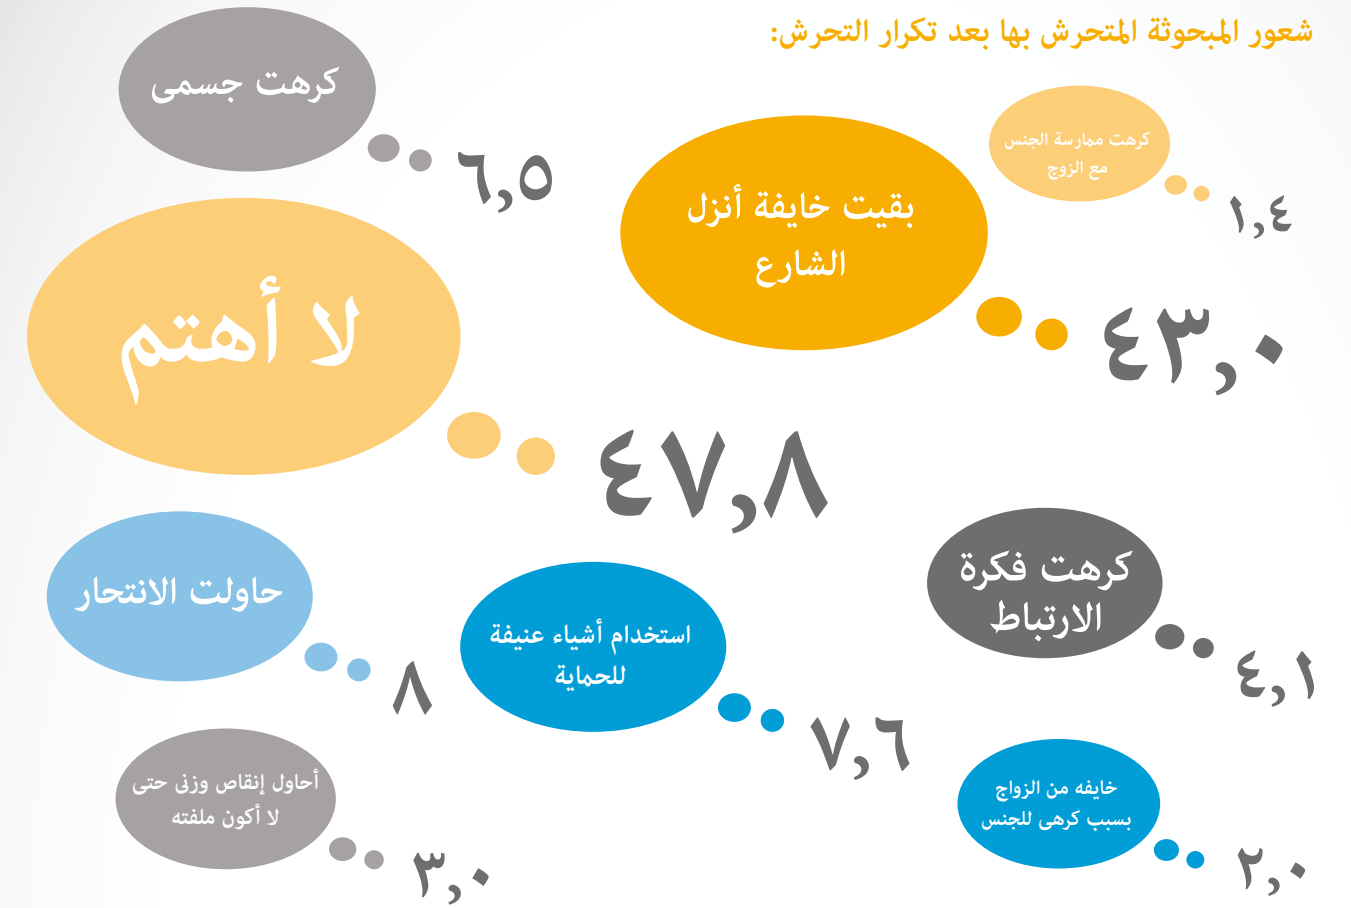 شعور المبحوثة المتحرش بها بعد تكرار التحرش:
كرهت ممارسة الجنس
مع الزوج
١,٤
بقيت خايفة أنزل
الشارع
٤٣,٠
كرهت جسمى
٦,٥
لا أهتم
٤٧,٨
كرهت فكرة
الارتباط
٤,١
استخدام أشياء عنيفة
للحماية
٧,٦
حاولت الانتحار
٨
خايفه من الزواج
بسبب كرهى للجنس
٢,٠
أحاول إنقاص وزنى حتى
لا أكون ملفته
٣,٠